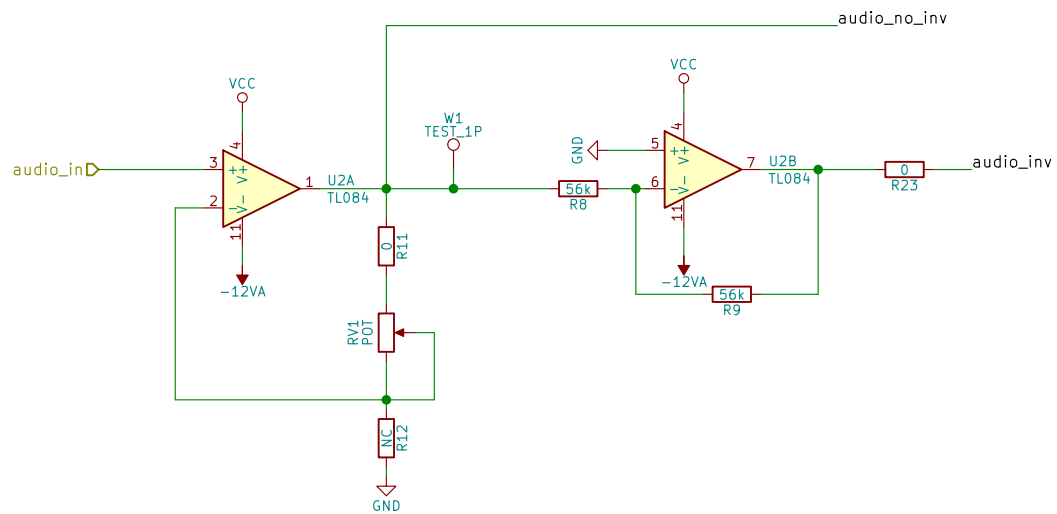 audio_no_inv
VCC
W1
TEST_1P
VCC
audio_in
3
4
+
V+
V-
-
2
11
1
U2A
TL084
-12VA
GND
5
4
+
V+
V-
-
6
11
7
U2B
TL084
-12VA
56k
R8
56k
R9
0
R23
audio_inv
0
R11
RV1
POT
NC
R12
GND